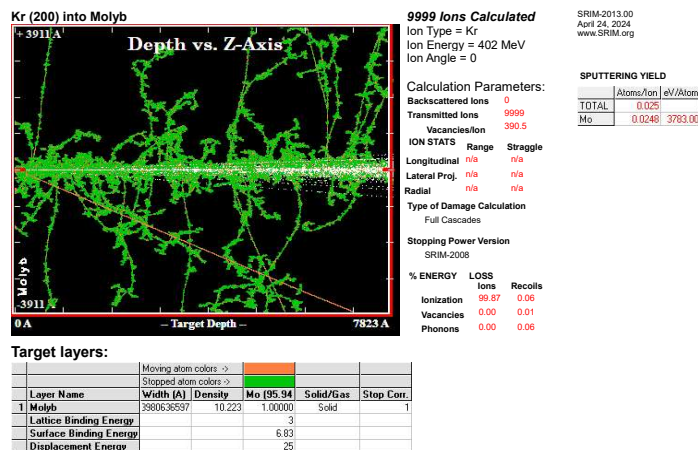 Kr (200) into Molyb
+ 3911 A
Depth vs. Z-Axis
Molyb
-3911 A
0 A
-- Target Depth --
7823 A
9999 Ions Calculated
Ion Type = Kr
Ion Energy = 402 MeV
Ion Angle = 0
Calculation Parameters:
Backscattered Ions 0
Transmitted Ions 9999
Vacancies/Ion 390.5
ION STATS Range Straggle
Longitudinal n/a n/a
Lateral Proj. n/a n/a
Radial n/a n/a
Type of Damage Calculation
Full Cascades
Stopping Power Version
SRIM-2008
% ENERGY LOSS
Ions Recoils
Ionization 99.87 0.06
Vacancies 0.00 0.01
Phonons 0.00 0.06
SRIM-2013.00
April 24, 2024
www.SRIM.org
SPUTTERING YIELD
Atoms/Ion eV/Atom
TOTAL 0.025
Mo 0.0248 3783.00
Target layers:
Moving atom colors ->
Stopped atom colors ->
Layer Name Width (A) Density Mo (95.94 Solid/Gas Stop Corr.
1 Molyb 3980636597 10.223 1.00000 Solid 1
Lattice Binding Energy 3
Surface Binding Energy 6.83
Displacement Energy 25